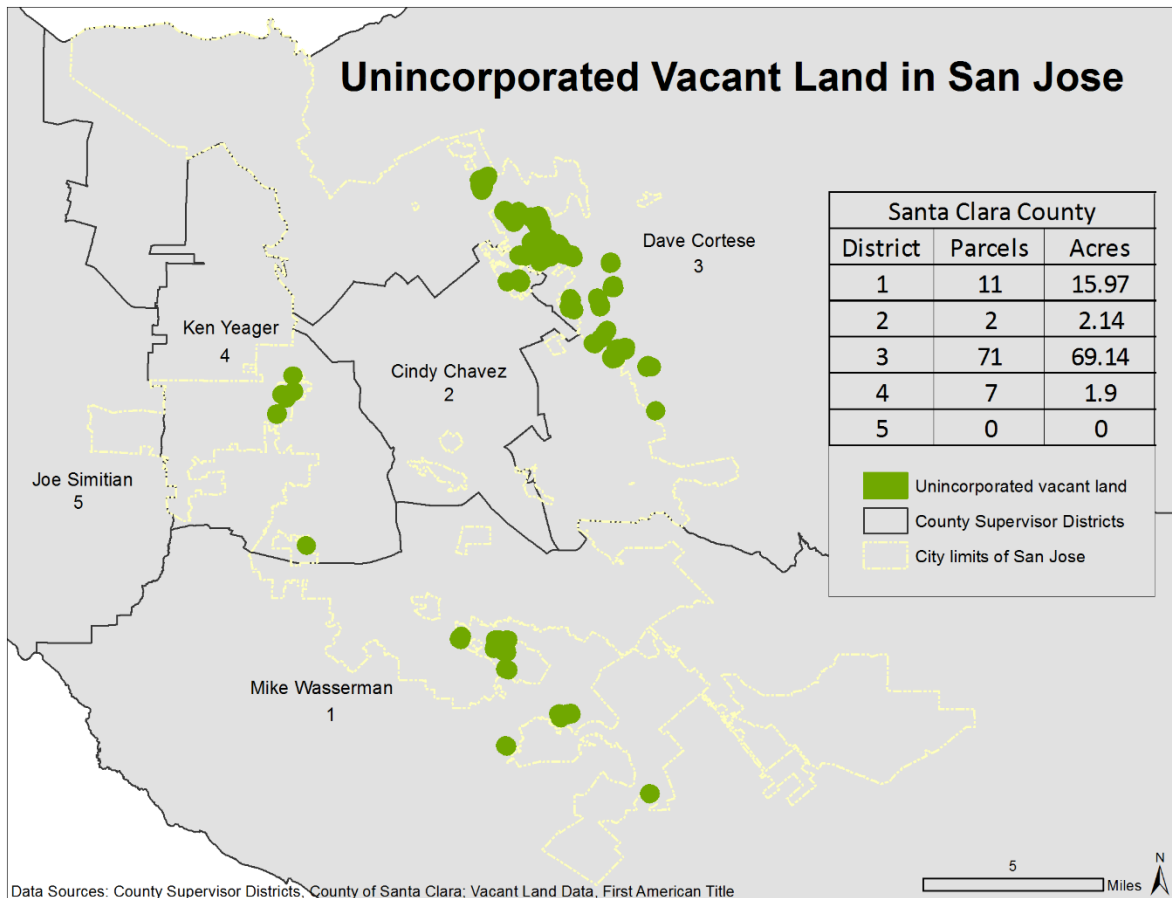 Unincorporated Vacant Land in San Jose
Dave Cortese
3
Ken Yeager
4
Cindy Chavez
2
Joe Simitian
5
Mike Wasserman
1
Santa Clara County
District Parcels Acres
1 11 15.97
2 2 2.14
3 71 69.14
4 7 1.9
5 0 0
Unincorporated vacant land
County Supervisor Districts
City limits of San Jose
5
Miles
N
Data Sources: County Supervisor Districts, County of Santa Clara; Vacant Land Data, First American Title